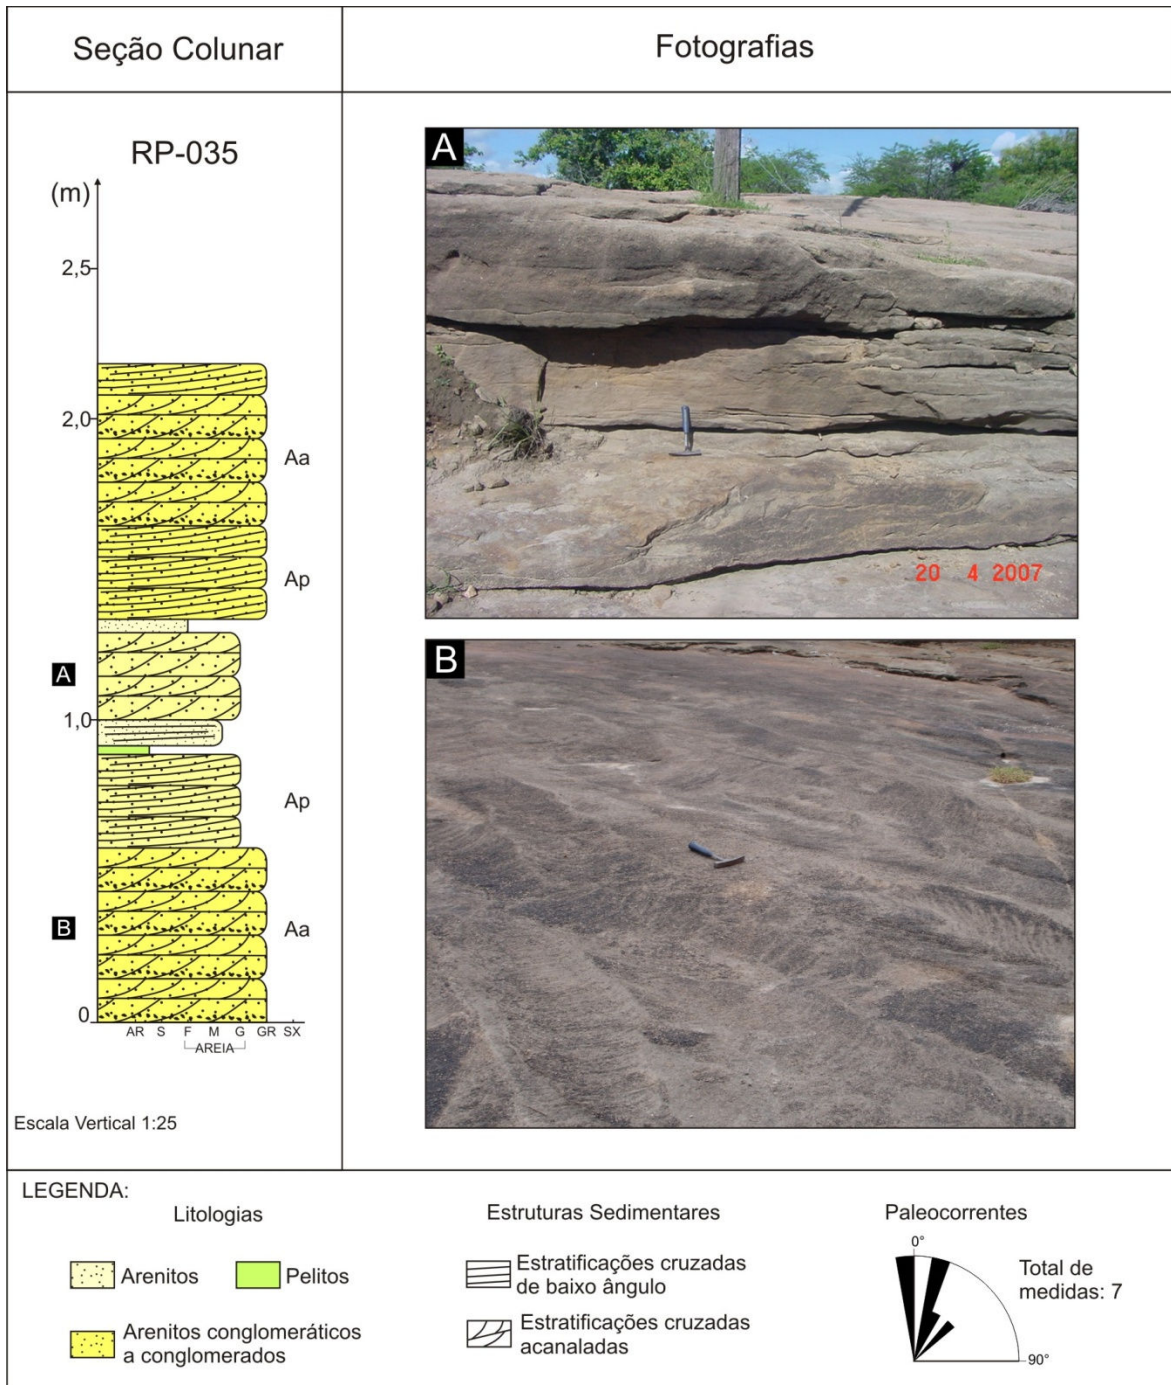 Seção Colunar
Fotografias
RP-035
(m)
2,5
2,0
1,0
0
Aa
Ap
A
Ap
B
Aa
AR S F M G GR SX
AREIA
Escala Vertical 1:25
A
20 4 2007
B
LEGENDA:
Litologias
Arenitos
Pelitos
Arenitos conglomeráticos
a conglomerados
Estruturas Sedimentares
Estratificações cruzadas
de baixo ângulo
Estratificações cruzadas
acanaladas
Paleocorrentes
0°
Total de
medidas: 7
90°